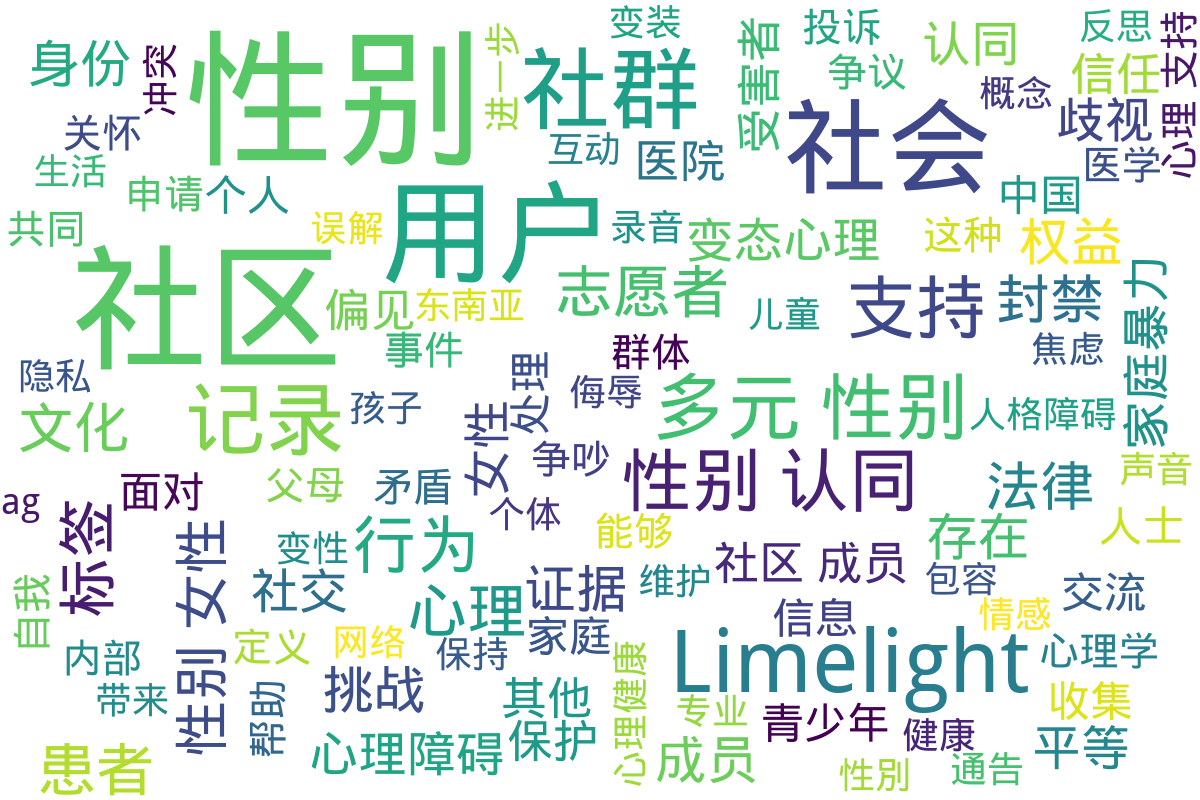 身份
冲突
性别
进一步
社群
变装
受害者
投诉
争议
认同
概念
反思
信任
支持
关怀
互动
医院
社会
歧视
医学
心理
生活
申请
个人
用户
中国
共同
误解
录音
变态心理
这种
权益
社区
偏见
东南亚
志愿者
儿童
支持
封禁
家庭暴力
事件
群体
焦虑
隐私
记录
孩子
处理
侮辱
多元 性别
人格障碍
文化
女性
争吵
性别 认同
法律
声音
ag
面对
父母
矛盾
个体
标签
行为
能够
存在
人士
性别 女性
变性
社区 成员
自我
社交
心理
证据
维护
包容
交流
内部
定义
网络
保持
家庭
信息
情感
Limelight
心理学
带来
帮助
挑战
其他
心理健康
专业
青少年
健康
收集
患者
心理障碍
保护
成员
性別
通告
平等